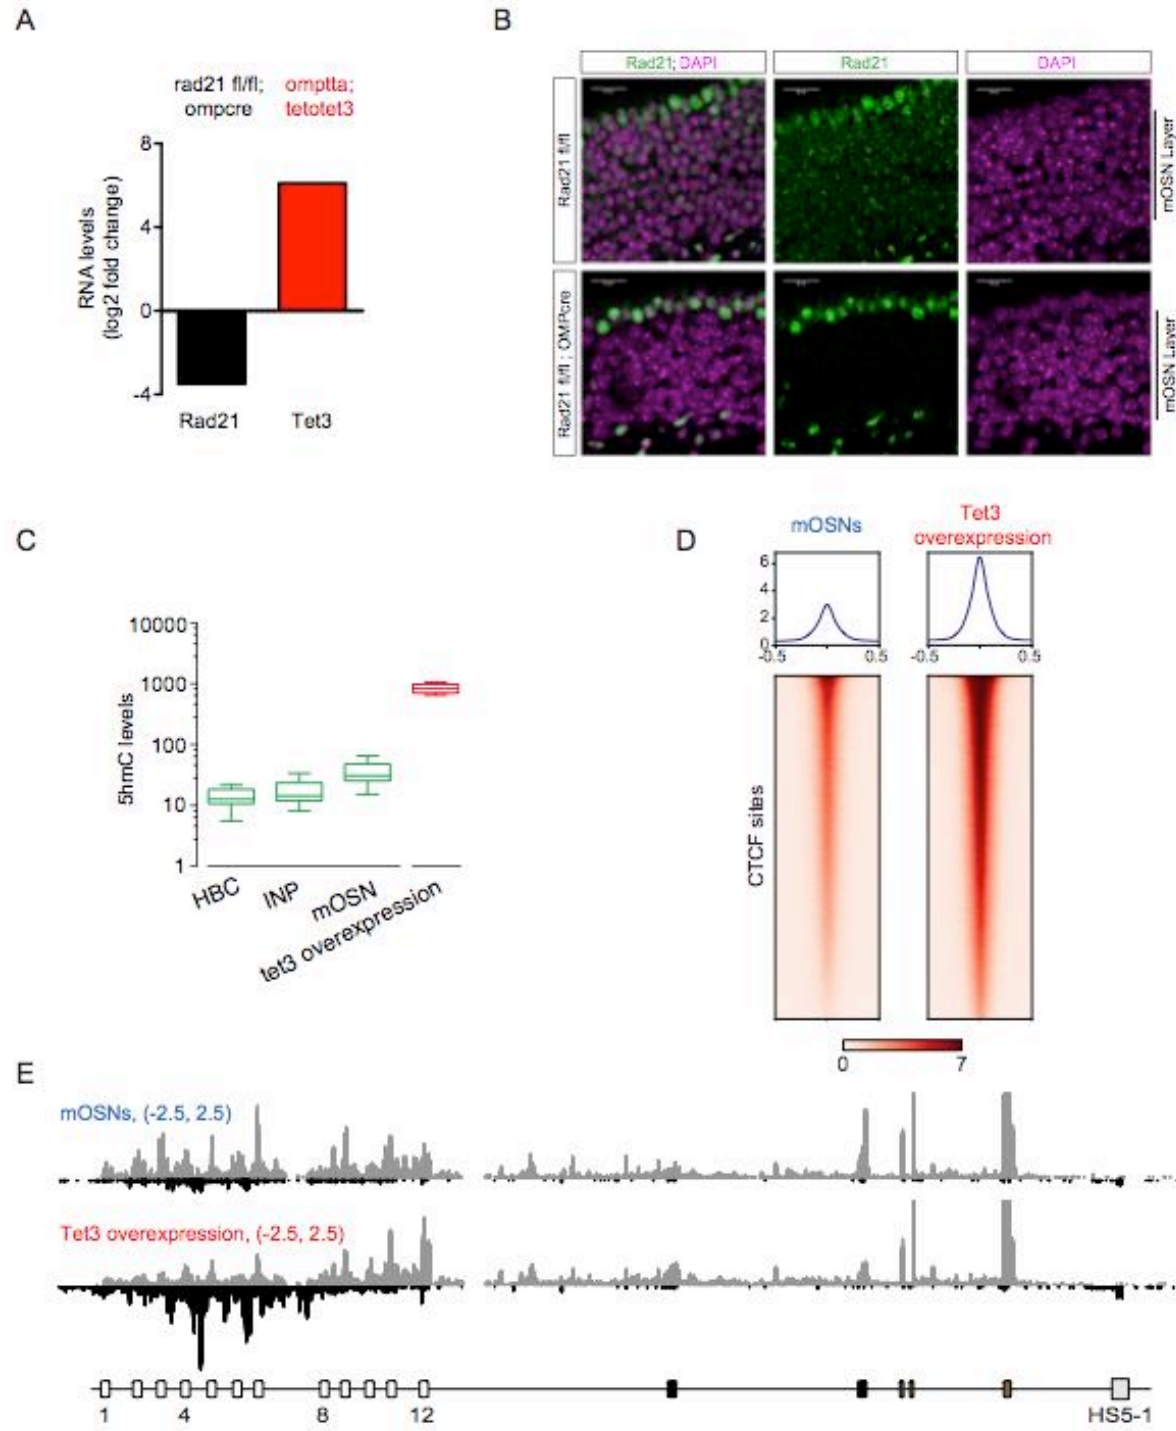 A
rad21 fl/fl;
ompcre
omptta;
tetotet3
RNA levels
(log2 fold change)
8
4
0
-4
Rad21
Tet3
B
Rad21; DAPI
Rad21
DAPI
Rad21 fl/fl
mOSN Layer
Rad21 fl/fl ; OMPcre
mOSN Layer
C
5hmC levels
10000
1000
100
10
1
HBC
INP
mOSN
tet3 overexpression
D
mOSNs
Tet3
overexpression
6
4
2
0
-0.5
0.5
-0.5
0.5
CTCF sites
0
7
E
mOSNs, (-2.5, 2.5)
Tet3 overexpression, (-2.5, 2.5)
1
4
8
12
HS5-1